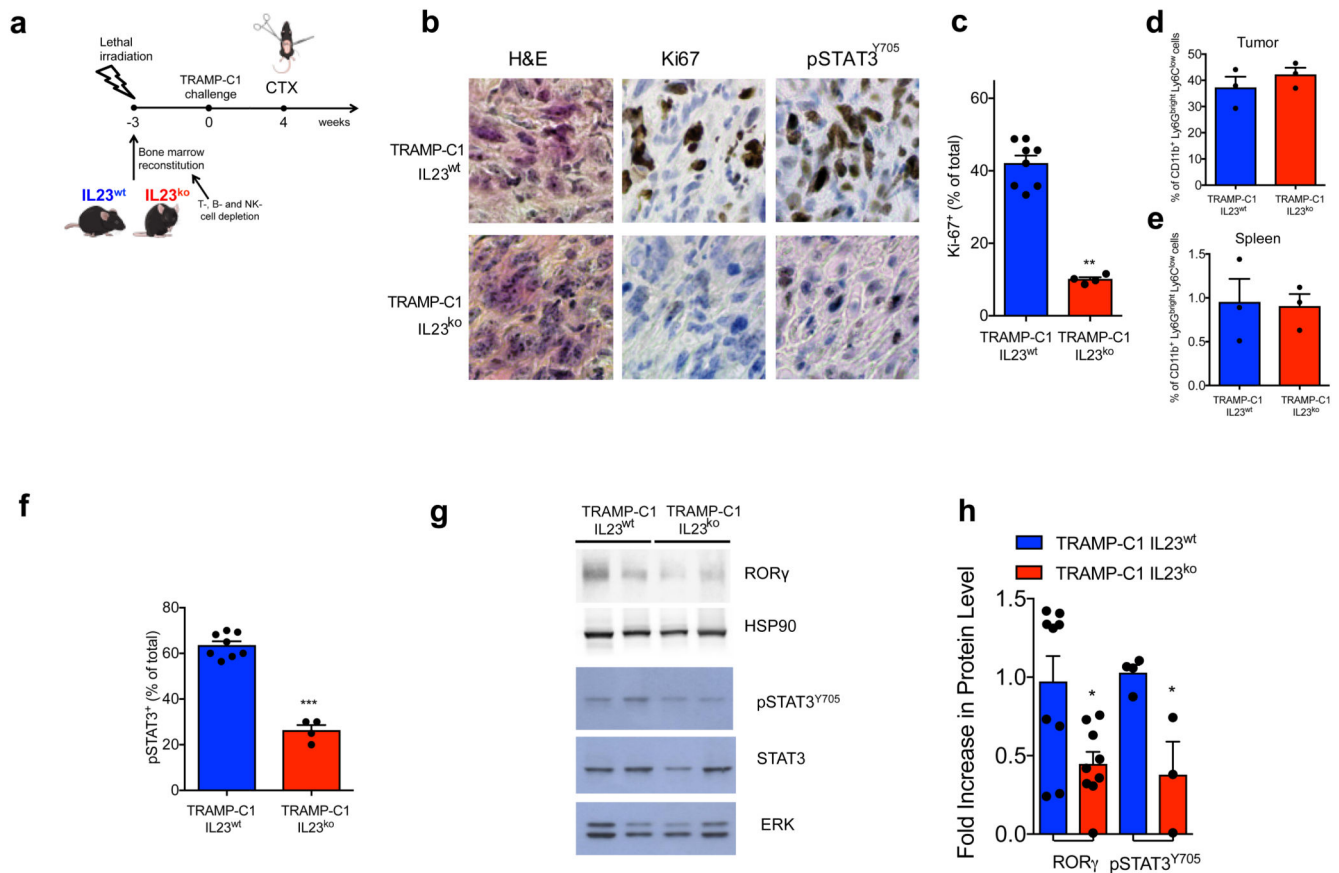 a
Lethal
irradiation
TRAMP-C1
challenge
CTX
-3
0
4
weeks
Bone marrow
reconstitution
IL23wt
IL23ko
T-, B- and NK-
cell depletion
b
H&E
Ki67
pSTAT3Y705
TRAMP-C1
IL23wt
TRAMP-C1
IL23ko
c
Ki-67+ (% of total)
60
40
20
0
**
TRAMP-C1
IL23wt
TRAMP-C1
IL23ko
d
Tumor
% of CD11b+ Ly6Gbright Ly6Clow cells
50
40
30
20
10
0
TRAMP-C1
IL23wt
TRAMP-C1
IL23ko
e
Spleen
% of CD11b+ Ly6Gbright Ly6Clow cells
1.5
1.0
0.5
0.0
TRAMP-C1
IL23wt
TRAMP-C1
IL23ko
f
pSTAT3+ (% of total)
80
60
40
20
0
***
TRAMP-C1
IL23wt
TRAMP-C1
IL23ko
g
TRAMP-C1
IL23wt
TRAMP-C1
IL23ko
RORγ
HSP90
pSTAT3Y705
STAT3
ERK
h
TRAMP-C1 IL23wt
TRAMP-C1 IL23ko
Fold Increase in Protein Level
1.5
1.0
0.5
0.0
*
*
RORγ
pSTAT3Y705